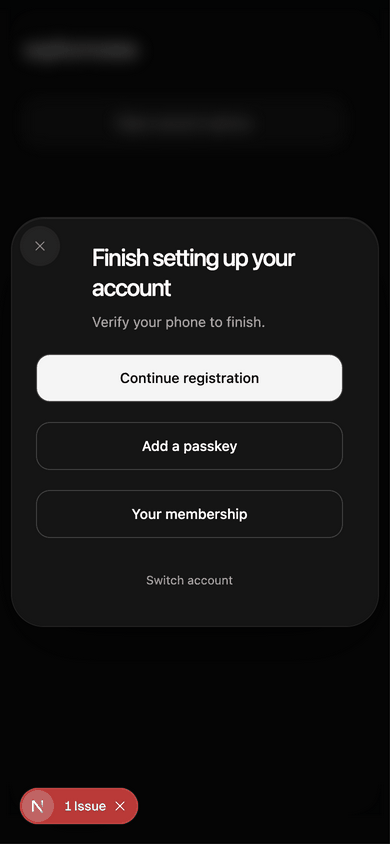 Finish setting up your
account
Verify your phone to finish.
Continue registration
Add a passkey
Your membership
Switch account
N
1 Issue